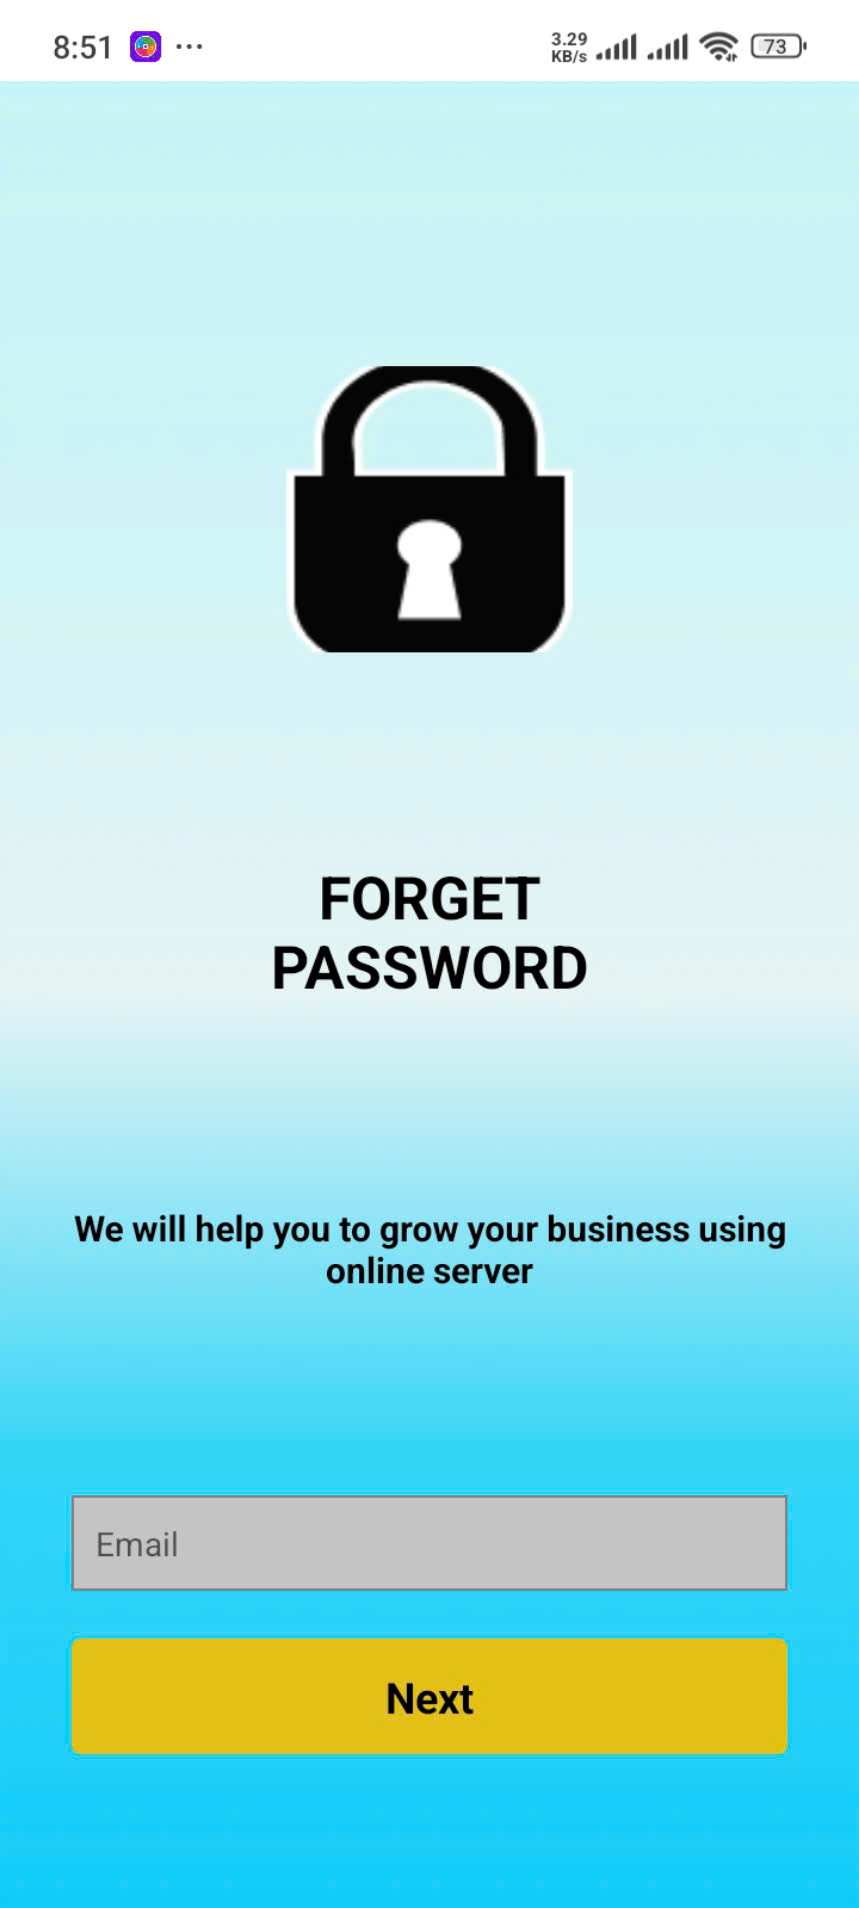 8:51
3.29
KB/s
73
FORGET
PASSWORD
We will help you to grow your business using
online server
Email
Next